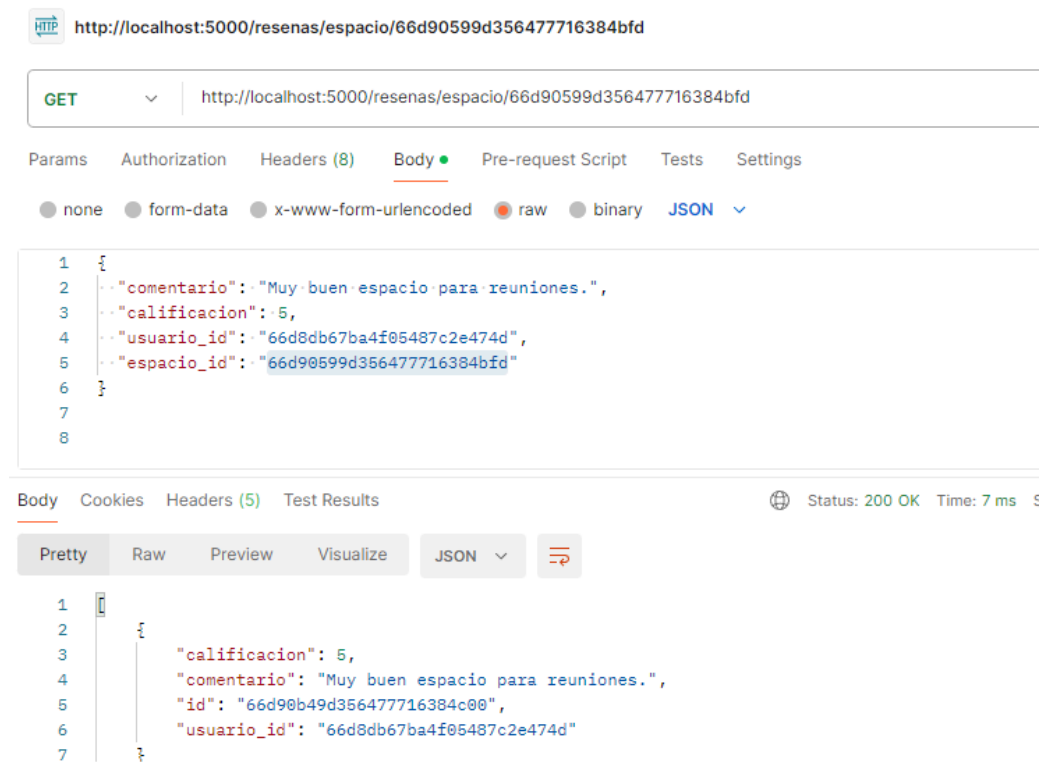 HTTP http://localhost:5000/resenas/espacio/66d90599d356477716384bfd
GET http://localhost:5000/resenas/espacio/66d90599d356477716384bfd
Params Authorization Headers (8) Body Pre-request Script Tests Settings
none form-data x-www-form-urlencoded raw binary JSON
1 {
2 "comentario": "Muy buen espacio para reuniones.",
3 "calificacion": 5,
4 "usuario_id": "66d8db67ba4f05487c2e474d",
5 "espacio_id": "66d90599d356477716384bfd"
6 }
7
8
Body Cookies Headers (5) Test Results Status: 200 OK Time: 7 ms S
Pretty Raw Preview Visualize JSON
1 [
2 {
3 "calificacion": 5,
4 "comentario": "Muy buen espacio para reuniones.",
5 "id": "66d90b49d356477716384c00",
6 "usuario_id": "66d8db67ba4f05487c2e474d"
7 }